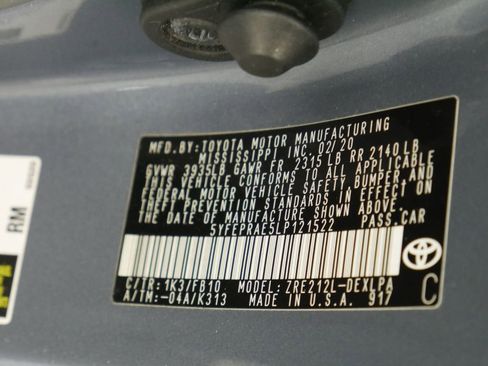 MFD.BY:TOYOTA MOTOR MANUFACTURING
MISSISSIPPI, INC. 02/20
GVWR 3935LB GAWR FR 2315 LB RR 2140 LB
THIS VEHICLE CONFORMS TO ALL APPLICABLE
FEDERAL MOTOR VEHICLE SAFETY, BUMPER, AND
THEFT PREVENTION STANDARDS IN EFFECT ON
THE DATE OF MANUFACTURE SHOWN ABOVE.
5YFEPRAE5LP121522 PASS.CAR
C/TR: 1K3/FB10 MODEL: ZRE212L-DEXLPA
A/TM:-04A/K313 MADE IN U.S.A. 917
C
RM